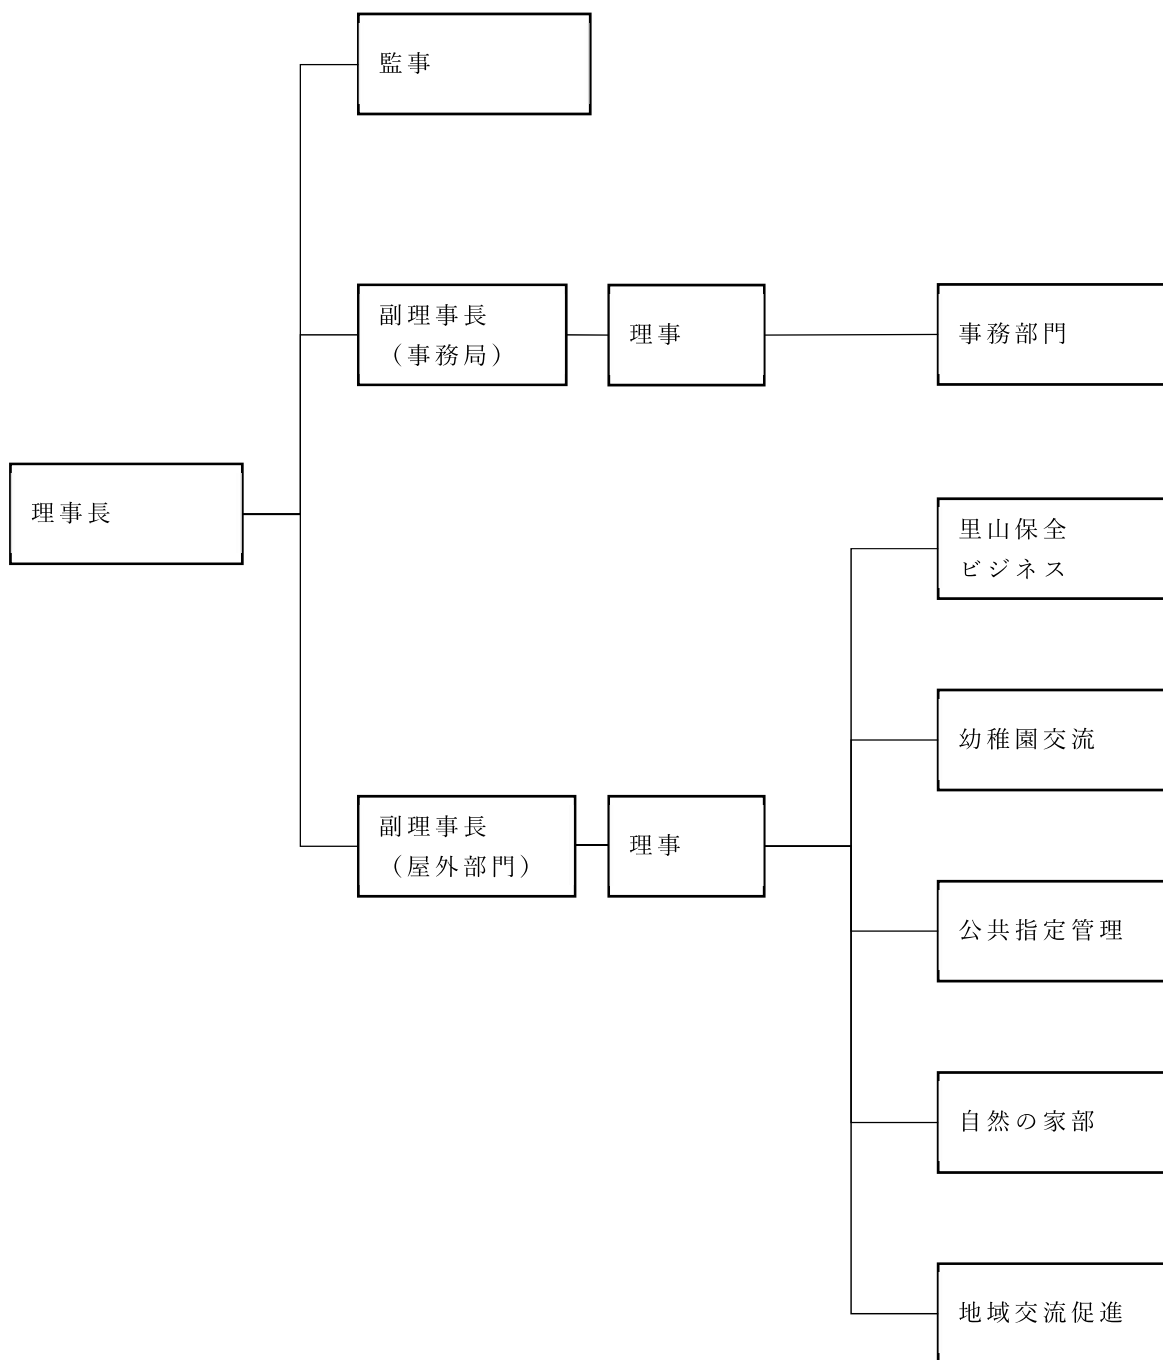 監事
副理事長
（事務局）
理事
事務部門
理事長
里山保全
ビジネス
幼稚園交流
副理事長
（屋外部門）
理事
公共指定管理
自然の家部
地域交流促進